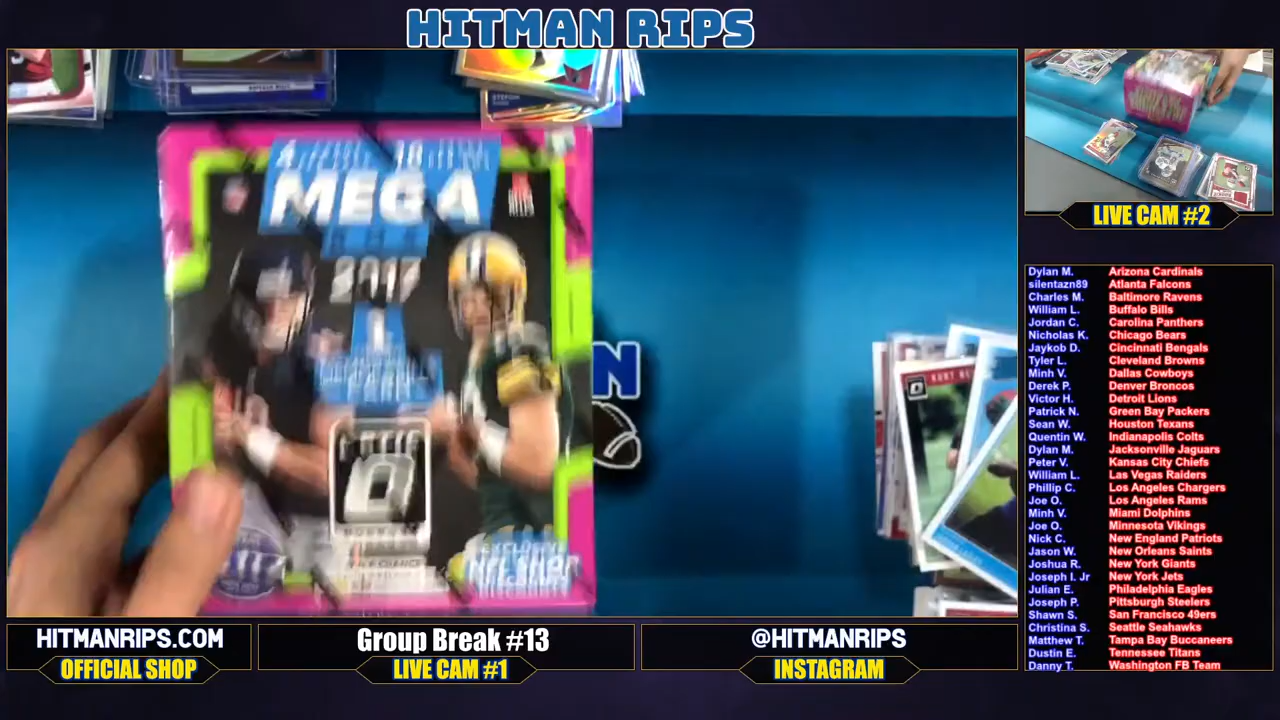 HITMAN RIPS
MEGA
2017
EXCLUSIVE
N
KURT
LIVE CAM #2
Dylan M. Arizona Cardinals
silentazn89 Atlanta Falcons
Charles M. Baltimore Ravens
William L. Buffalo Bills
Jordan C. Carolina Panthers
Nicholas K. Chicago Bears
Jaykob D. Cincinnati Bengals
Tyler L. Cleveland Browns
Minh V. Dallas Cowboys
Derek P. Denver Broncos
Victor H. Detroit Lions
Patrick N. Green Bay Packers
Sean W. Houston Texans
Quentin W. Indianapolis Colts
Dylan M. Jacksonville Jaguars
Peter V. Kansas City Chiefs
William L. Las Vegas Raiders
Phillip C. Los Angeles Chargers
Joe O. Los Angeles Rams
Minh V. Miami Dolphins
Joe O. Minnesota Vikings
Nick C. New England Patriots
Jason W. New Orleans Saints
Joshua R. New York Giants
Joseph I. Jr New York Jets
Julian E. Philadelphia Eagles
Joseph P. Pittsburgh Steelers
Shawn S. San Francisco 49ers
Christina S. Seattle Seahawks
Matthew T. Tampa Bay Buccaneers
Dustin E. Tennessee Titans
Danny T. Washington FB Team
HITMANRIPS.COM
OFFICIAL SHOP
Group Break #13
LIVE CAM #1
@HITMANRIPS
INSTAGRAM